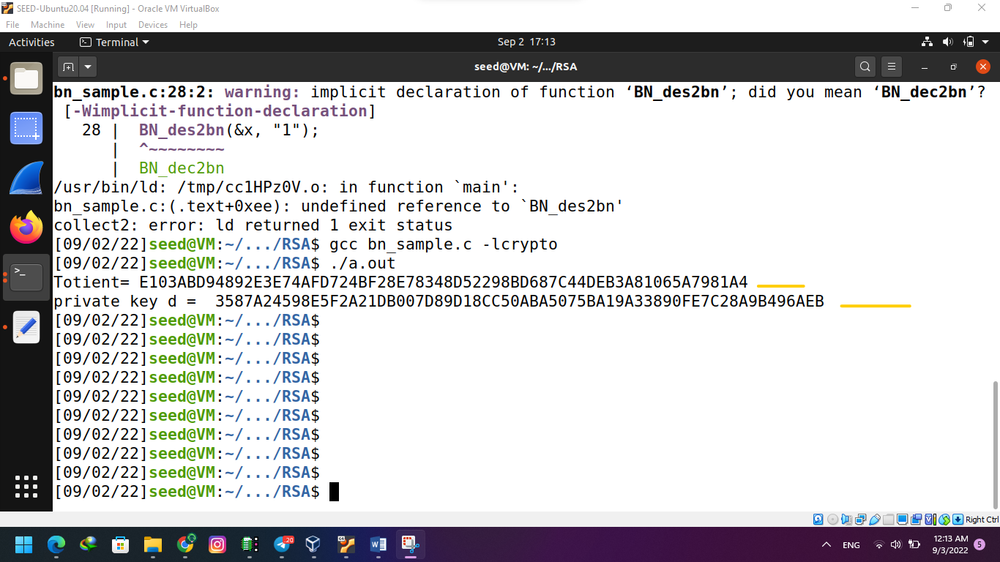 SEED-Ubuntu20.04 [Running] - Oracle VM VirtualBox
File Machine View Input Devices Help
Activities Terminal Sep 2 17:13
seed@VM: ~/.../RSA
bn_sample.c:28:2: warning: implicit declaration of function ‘BN_des2bn’; did you mean ‘BN_dec2bn’?
[-Wimplicit-function-declaration]
28 | BN_des2bn(&x, "1");
| ^~~~~~~~~
| BN_dec2bn
/usr/bin/ld: /tmp/cc1HPz0V.o: in function `main':
bn_sample.c:(.text+0xee): undefined reference to `BN_des2bn'
collect2: error: ld returned 1 exit status
[09/02/22]seed@VM:~/.../RSA$ gcc bn_sample.c -lcrypto
[09/02/22]seed@VM:~/.../RSA$ ./a.out
Totient= E103ABD94892E3E74AFD724BF28E78348D52298BD687C44DEB3A81065A7981A4
private key d =  3587A24598E5F2A21DB007D89D18CC50ABA5075BA19A33890FE7C28A9B496AEB
[09/02/22]seed@VM:~/.../RSA$
[09/02/22]seed@VM:~/.../RSA$
[09/02/22]seed@VM:~/.../RSA$
[09/02/22]seed@VM:~/.../RSA$
[09/02/22]seed@VM:~/.../RSA$
[09/02/22]seed@VM:~/.../RSA$
[09/02/22]seed@VM:~/.../RSA$
[09/02/22]seed@VM:~/.../RSA$
[09/02/22]seed@VM:~/.../RSA$
[09/02/22]seed@VM:~/.../RSA$
Right Ctrl
20
ENG
12:13 AM
9/3/2022
5